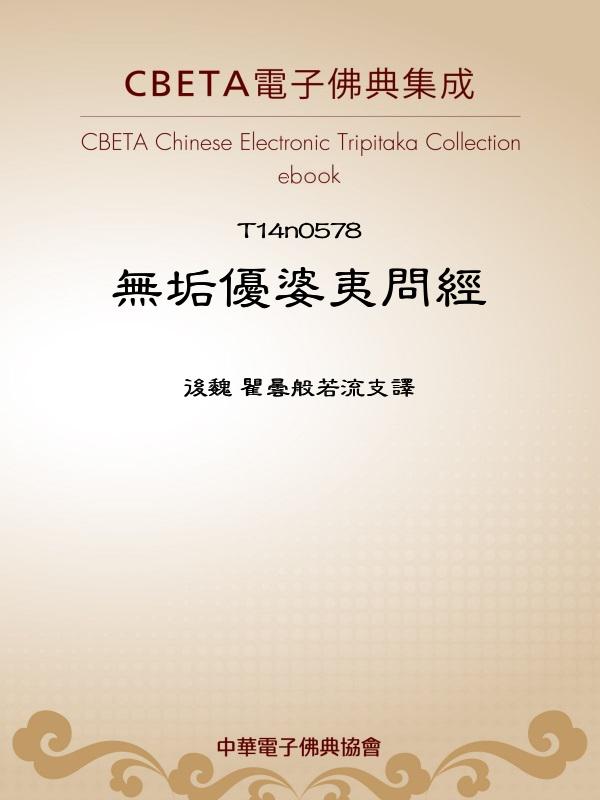 CBETA電子佛典集成
CBETA Chinese Electronic Tripitaka Collection
ebook
T14n0578
無垢優婆夷問經
後魏 瞿曇般若流支譯
中華電子佛典協會